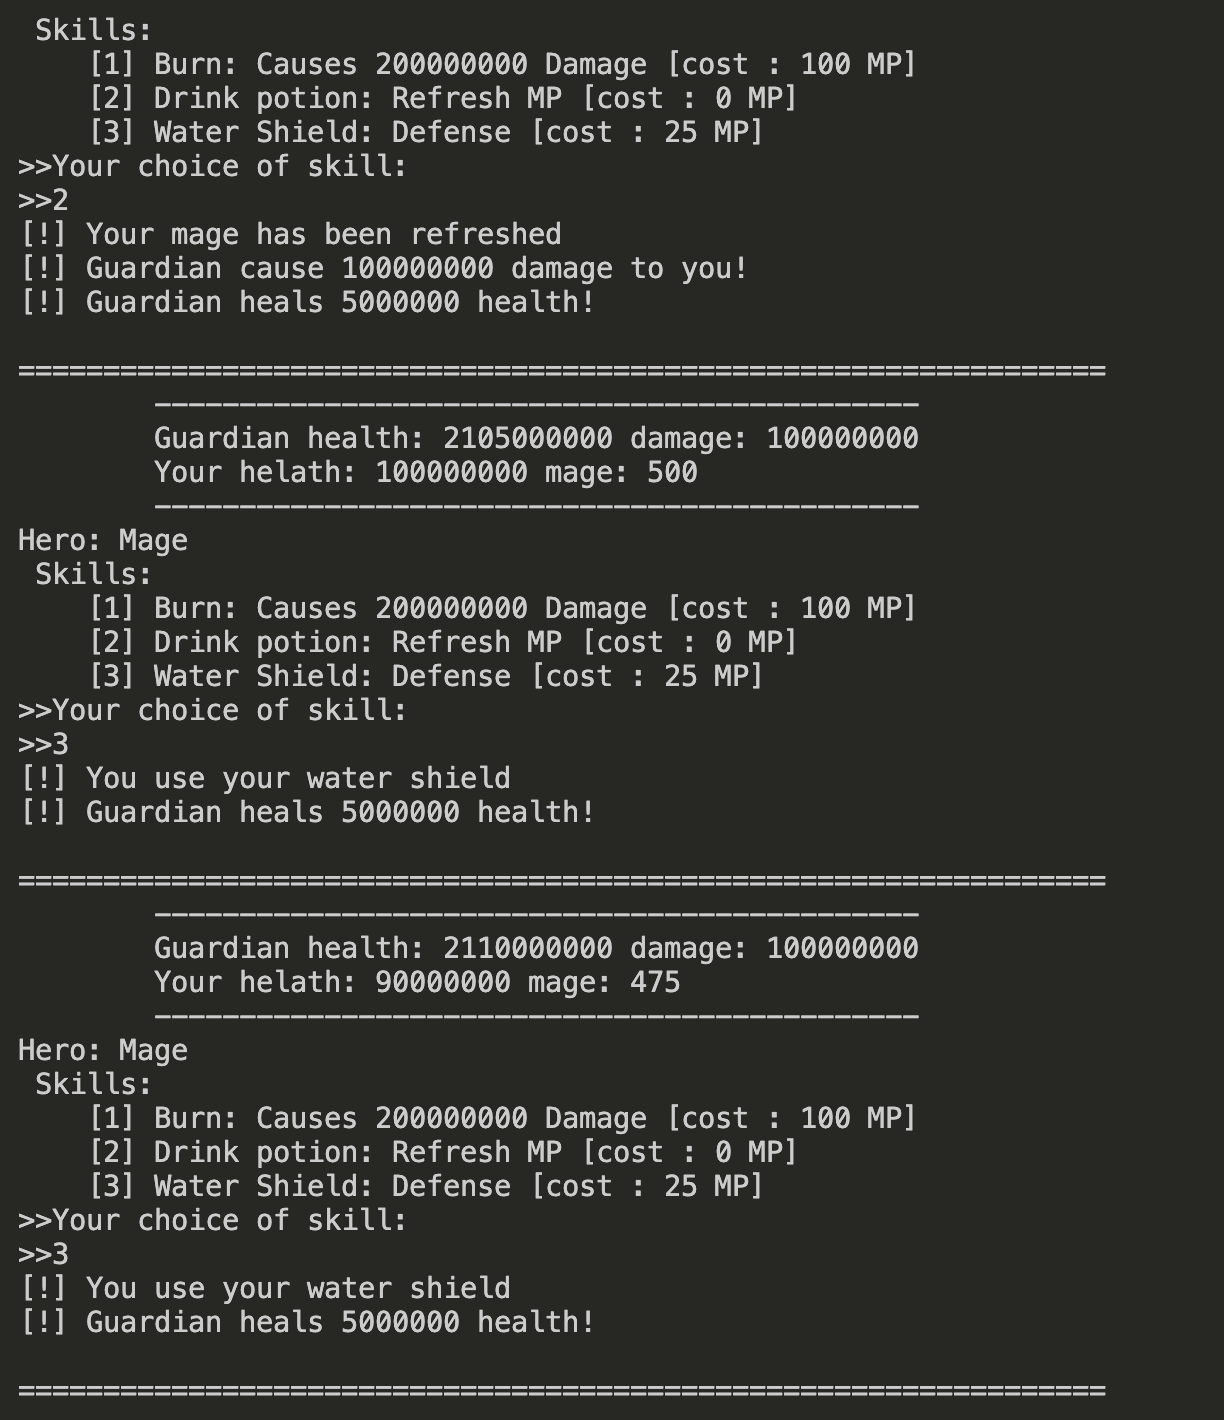 Skills:
[1] Burn: Causes 200000000 Damage [cost : 100 MP]
[2] Drink potion: Refresh MP [cost : 0 MP]
[3] Water Shield: Defense [cost : 25 MP]
>>Your choice of skill:
>>2
[!] Your mage has been refreshed
[!] Guardian cause 100000000 damage to you!
[!] Guardian heals 5000000 health!
================================================================
---------------------------------------------
Guardian health: 2105000000 damage: 100000000
Your helath: 100000000 mage: 500
---------------------------------------------
Hero: Mage
Skills:
[1] Burn: Causes 200000000 Damage [cost : 100 MP]
[2] Drink potion: Refresh MP [cost : 0 MP]
[3] Water Shield: Defense [cost : 25 MP]
>>Your choice of skill:
>>3
[!] You use your water shield
[!] Guardian heals 5000000 health!
================================================================
---------------------------------------------
Guardian health: 2110000000 damage: 100000000
Your helath: 90000000 mage: 475
---------------------------------------------
Hero: Mage
Skills:
[1] Burn: Causes 200000000 Damage [cost : 100 MP]
[2] Drink potion: Refresh MP [cost : 0 MP]
[3] Water Shield: Defense [cost : 25 MP]
>>Your choice of skill:
>>3
[!] You use your water shield
[!] Guardian heals 5000000 health!
================================================================